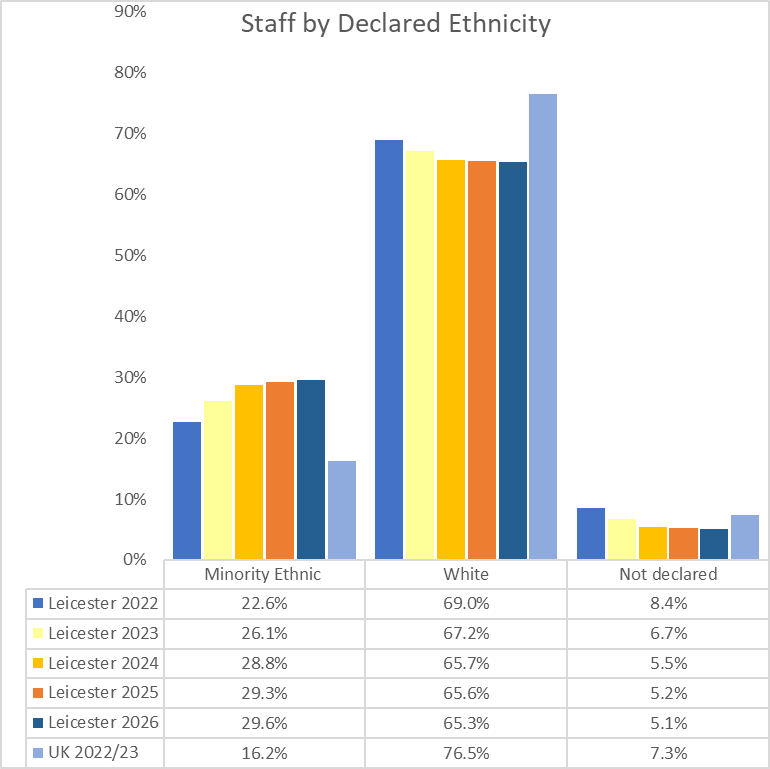 Staff by Declared Ethnicity
90%
80%
70%
60%
50%
40%
30%
20%
10%
0%
Minority Ethnic White Not declared
Leicester 2022 22.6% 69.0% 8.4%
Leicester 2023 26.1% 67.2% 6.7%
Leicester 2024 28.8% 65.7% 5.5%
Leicester 2025 29.3% 65.6% 5.2%
Leicester 2026 29.6% 65.3% 5.1%
UK 2022/23 16.2% 76.5% 7.3%